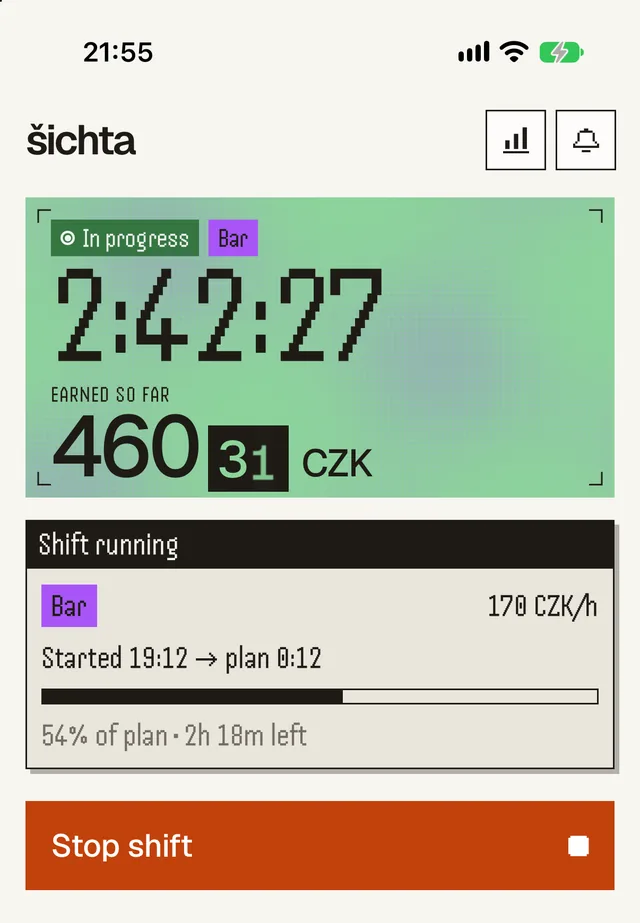 21:55
šichta
In progress Bar
2:42:27
EARNED SO FAR
460 31 CZK
Shift running
Bar 170 CZK/h
Started 19:12 → plan 0:12
54% of plan · 2h 18m left
Stop shift